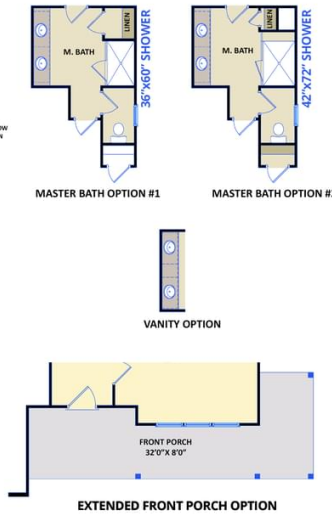 LINEN
M. BATH
36"x60" SHOWER
MASTER BATH OPTION #1
LINEN
M. BATH
42"x72" SHOWER
MASTER BATH OPTION #
VANITY OPTION
FRONT PORCH
32'0"X 8'0"
EXTENDED FRONT PORCH OPTION